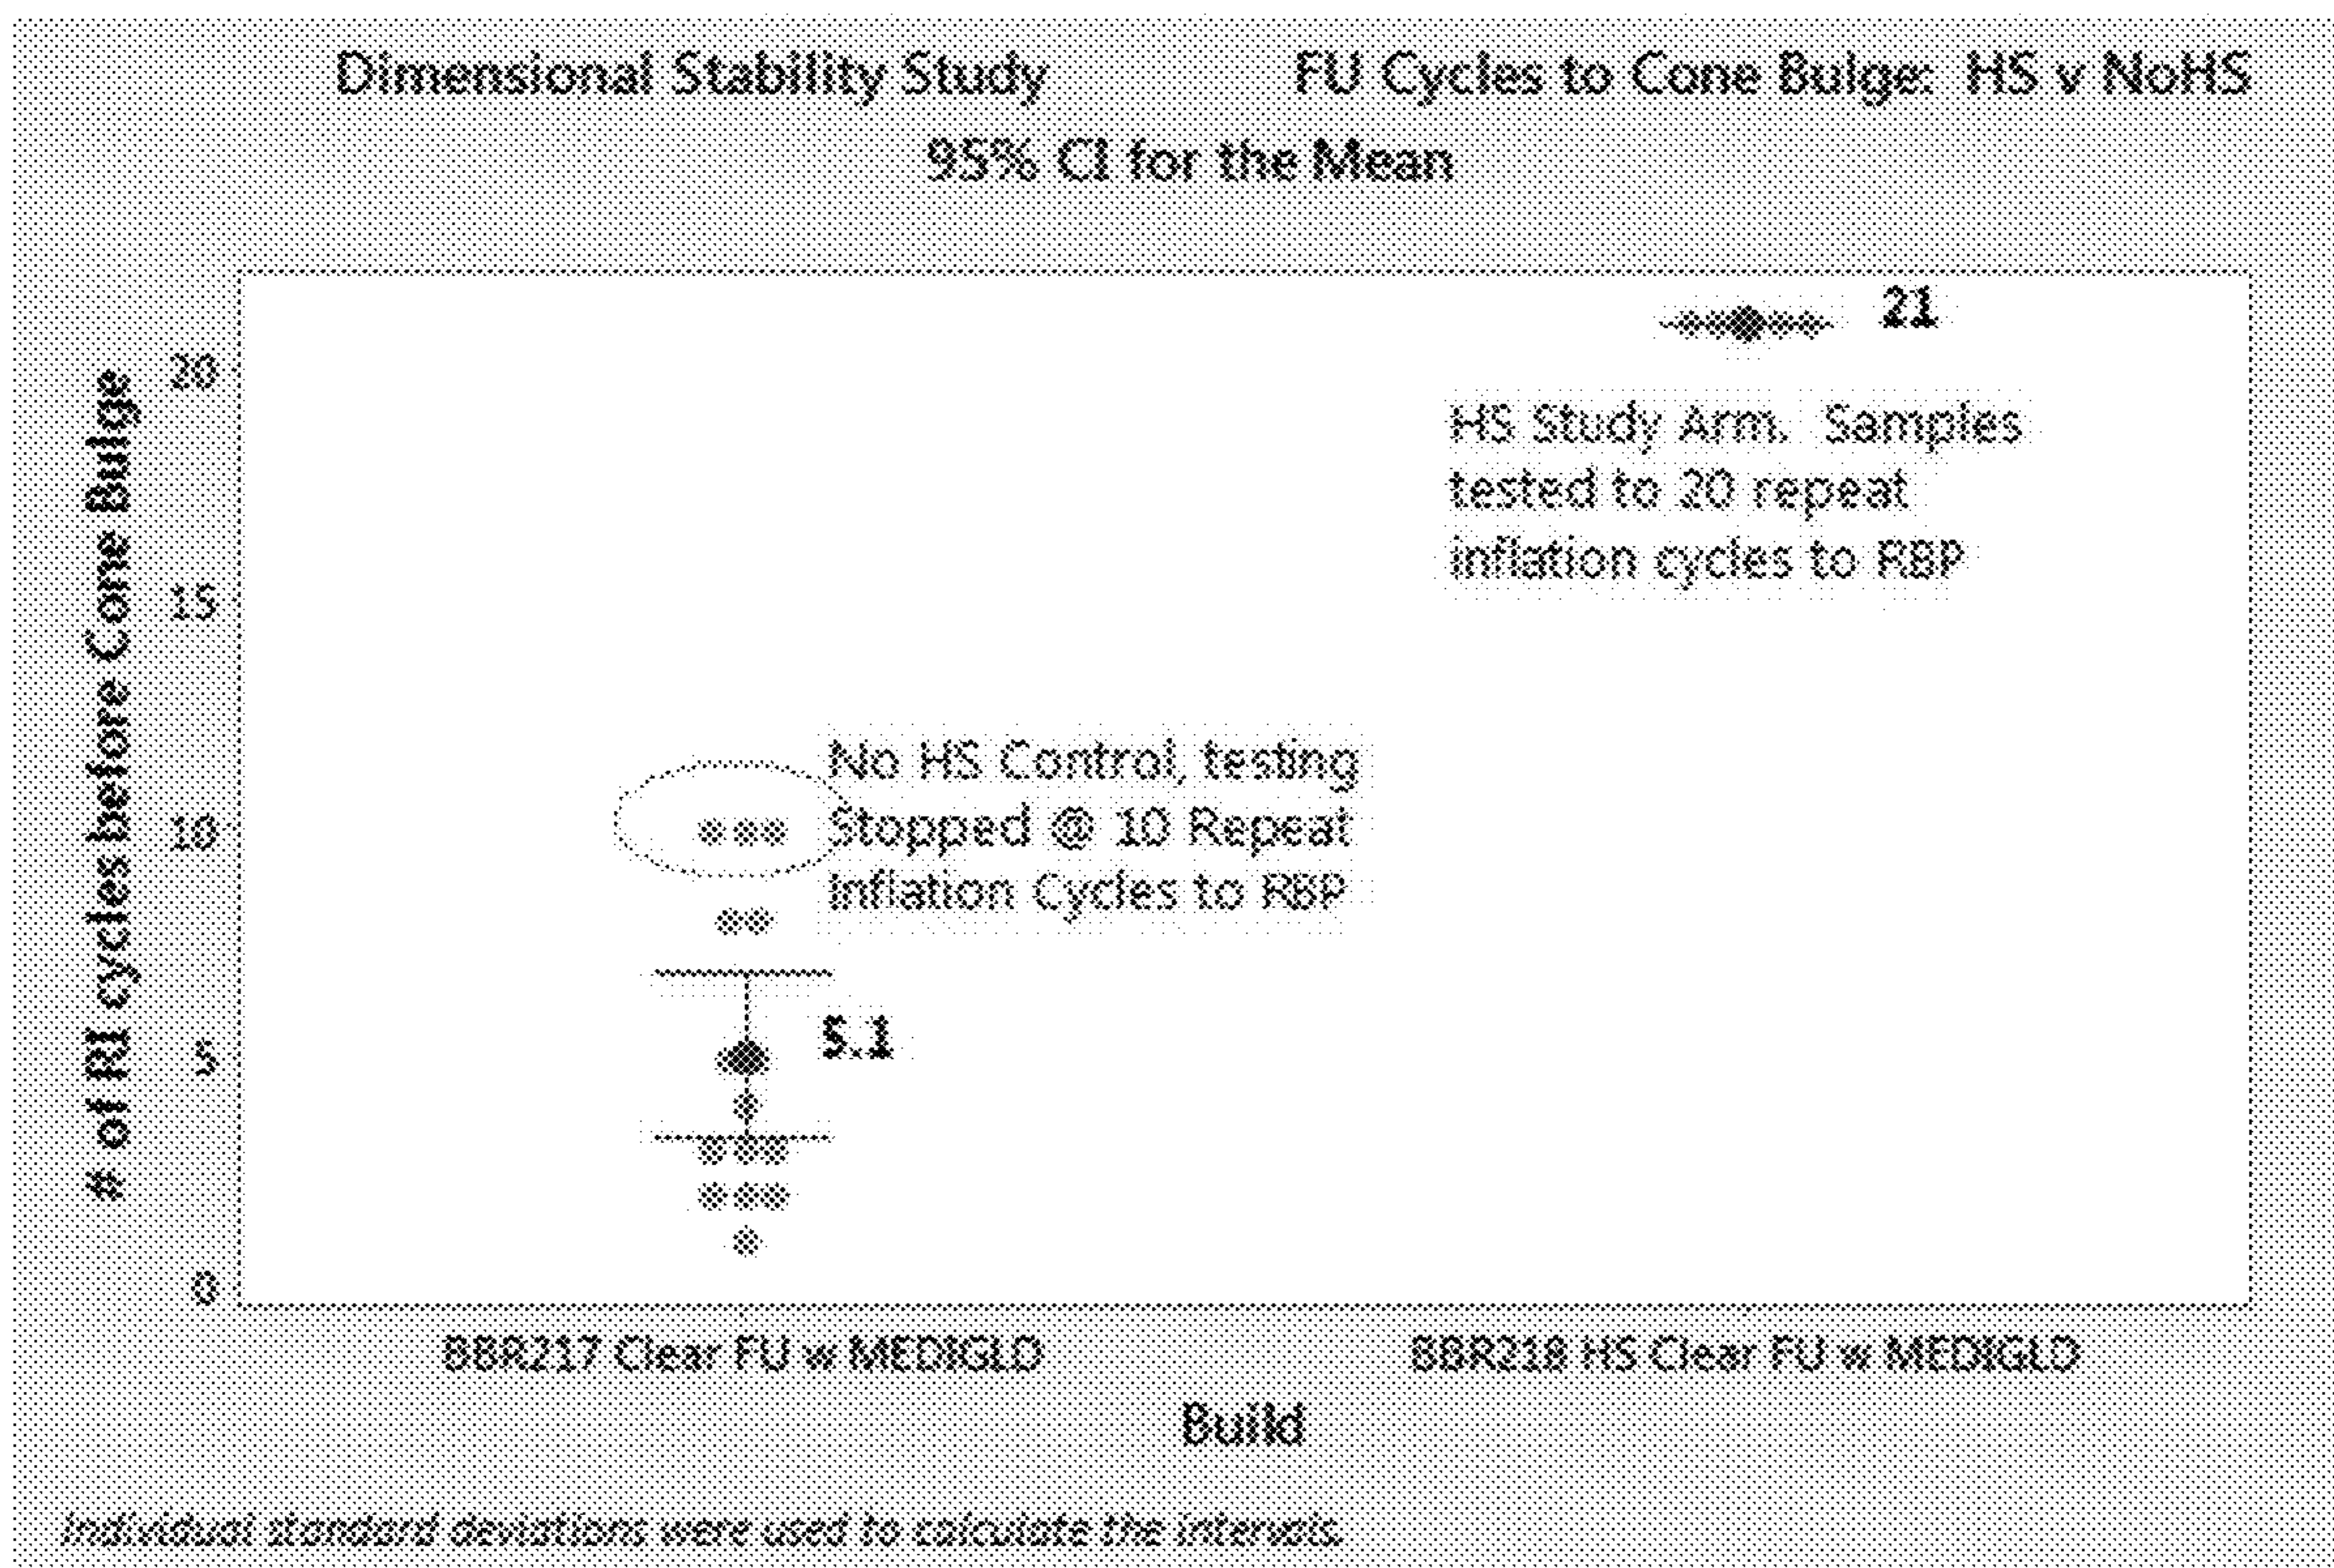 Dimensional Stability Study FU Cycles to Cone Bulge: HS v NoHS
95% CI for the Mean
# of RI cycles before Cone Bulge
20
15
10
5
0
21
HS Study Arm. Samples
tested to 20 repeat
inflation cycles to RBP
No HS Control, testing
Stopped @ 10 Repeat
Inflation Cycles to RBP
5.1
BBR217 Clear FU w MEDIGLO
BBR218 HS Clear FU w MEDIGLO
Build
Individual standard deviations were used to calculate the intervals.